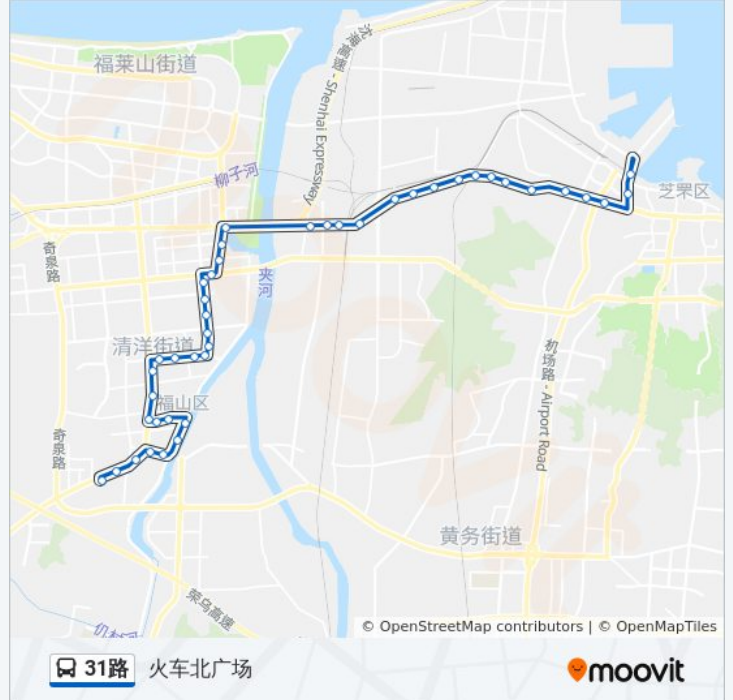 福莱山街道
沈海高速 - Shenhai Expressway
柳子河
芝罘区
奇泉路
夹河
清洋街道
机场路 - Airport Road
福山区
奇泉路
黄务街道
荣乌高速
© OpenStreetMap contributors | © OpenMapTiles
31路 火车北广场
moovit